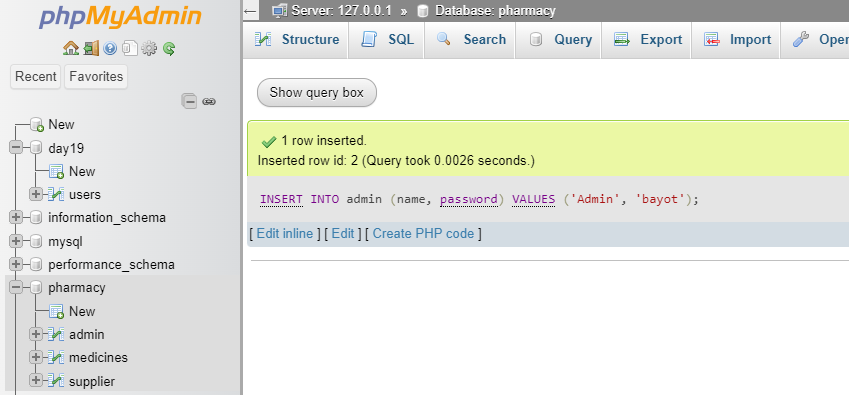 phpMyAdmin
Recent Favorites
New
day19
New
users
information_schema
mysql
performance_schema
pharmacy
New
admin
medicines
supplier
Server: 127.0.0.1 » Database: pharmacy
Structure SQL Search Query Export Import Oper
Show query box
1 row inserted.
Inserted row id: 2 (Query took 0.0026 seconds.)
INSERT INTO admin (name, password) VALUES ('Admin', 'bayot');
[ Edit inline ] [ Edit ] [ Create PHP code ]